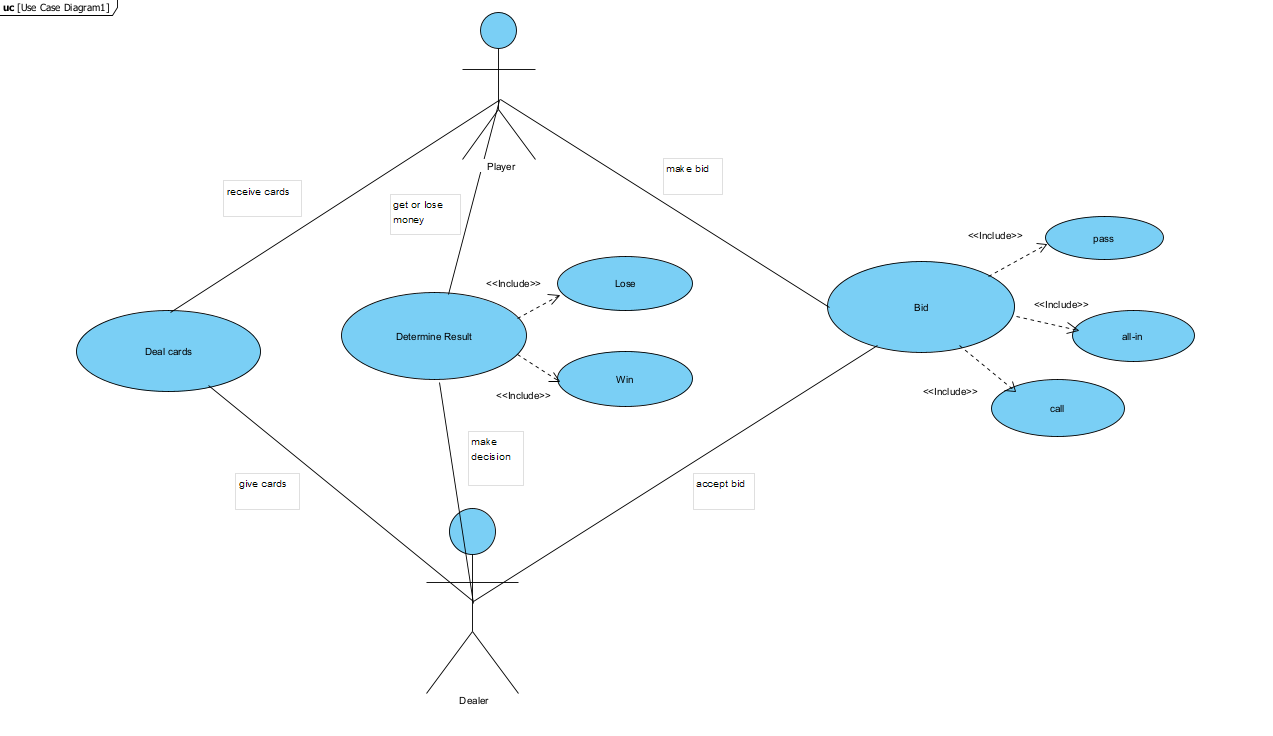 uc [Use Case Diagram1]
Player
make bid
receive cards
get or lose
money
<<Include>>
pass
<<Include>>
Lose
<<Include>>
Bid
all-in
Determine Result
Deal cards
Win
<<Include>>
<<Include>>
call
make
decision
give cards
accept bid
Dealer